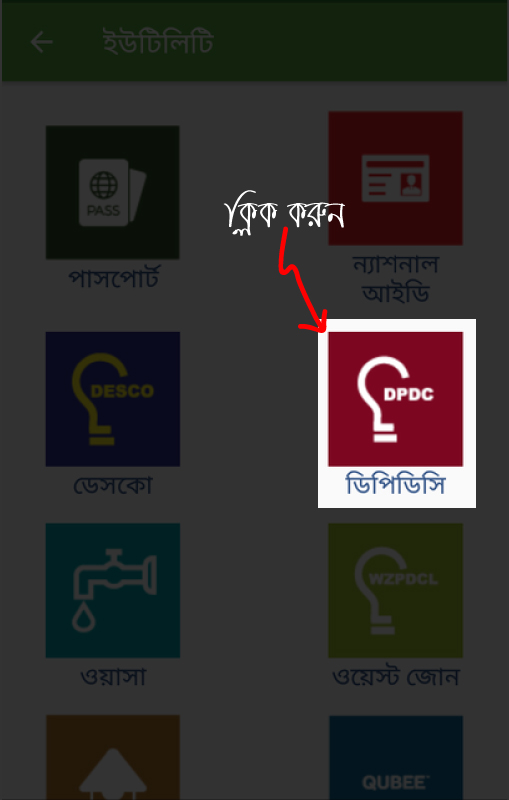 ইউটিলিটি
PASS
ক্লিক করুন
পাসপোর্ট
ন্যাশনাল
আইডি
DESCO
DPDC
ডেসকো
ডিপিডিসি
WZPDCL
ওয়াসা
ওয়েস্ট জোন
QUBEE